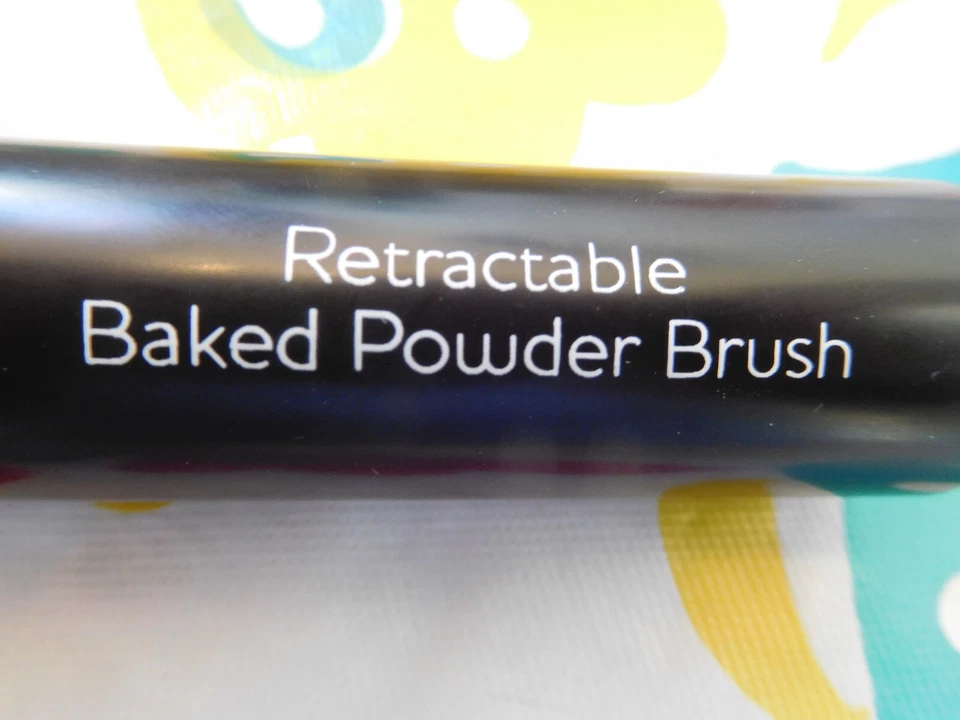 Retractable
Baked Powder Brush